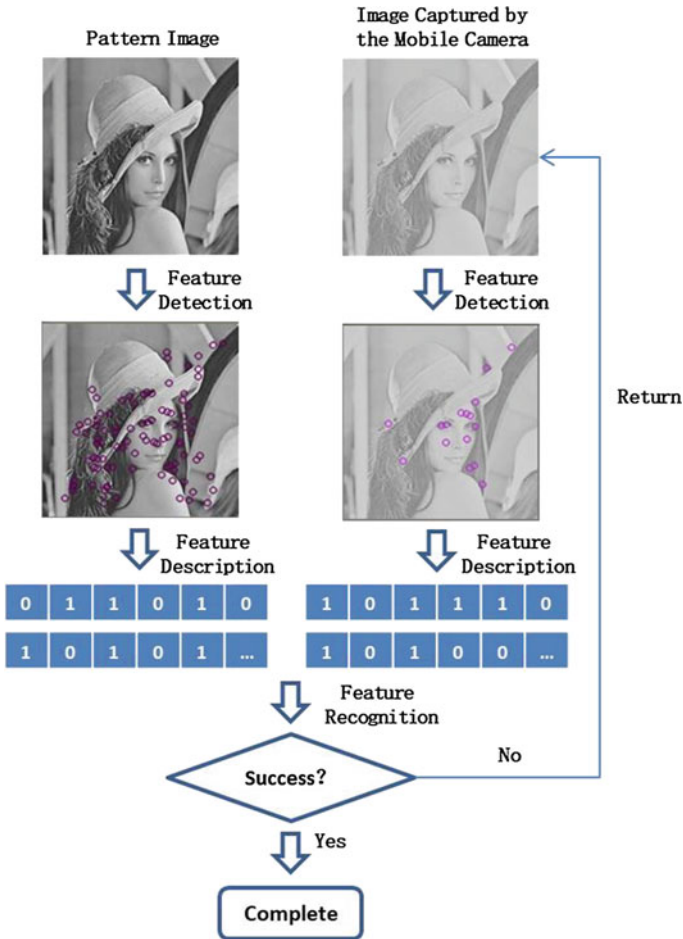 Pattern Image
Image Captured by
the Mobile Camera
Feature
Detection
Feature
Detection
Return
Feature
Description
Feature
Description
0 1 1 0 1 0
1 0 1 1 1 0
1 0 1 0 1 ...
1 0 1 0 0 ...
Feature
Recognition
Success?
No
Yes
Complete